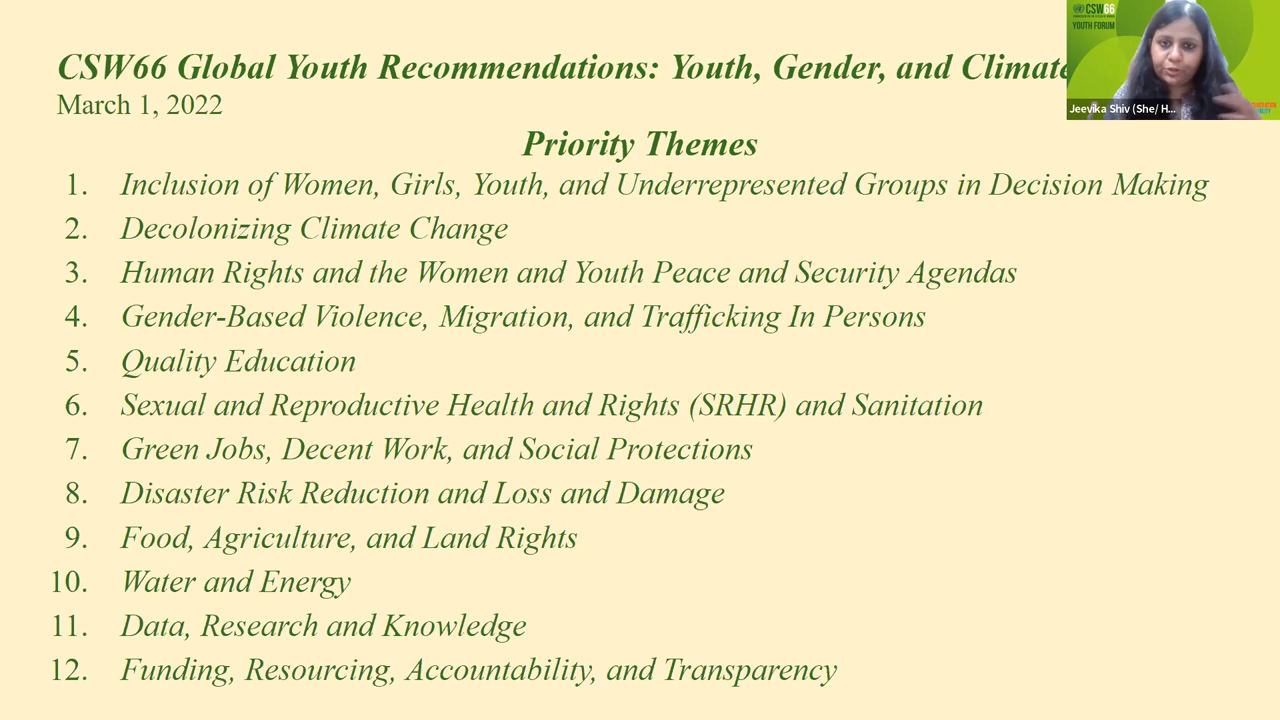 CSW66 Global Youth Recommendations: Youth, Gender, and Climate
March 1, 2022
Priority Themes
1. Inclusion of Women, Girls, Youth, and Underrepresented Groups in Decision Making
2. Decolonizing Climate Change
3. Human Rights and the Women and Youth Peace and Security Agendas
4. Gender-Based Violence, Migration, and Trafficking In Persons
5. Quality Education
6. Sexual and Reproductive Health and Rights (SRHR) and Sanitation
7. Green Jobs, Decent Work, and Social Protections
8. Disaster Risk Reduction and Loss and Damage
9. Food, Agriculture, and Land Rights
10. Water and Energy
11. Data, Research and Knowledge
12. Funding, Resourcing, Accountability, and Transparency
CSW66
YOUTH FORUM
Jeevika Shiv (She/ H...